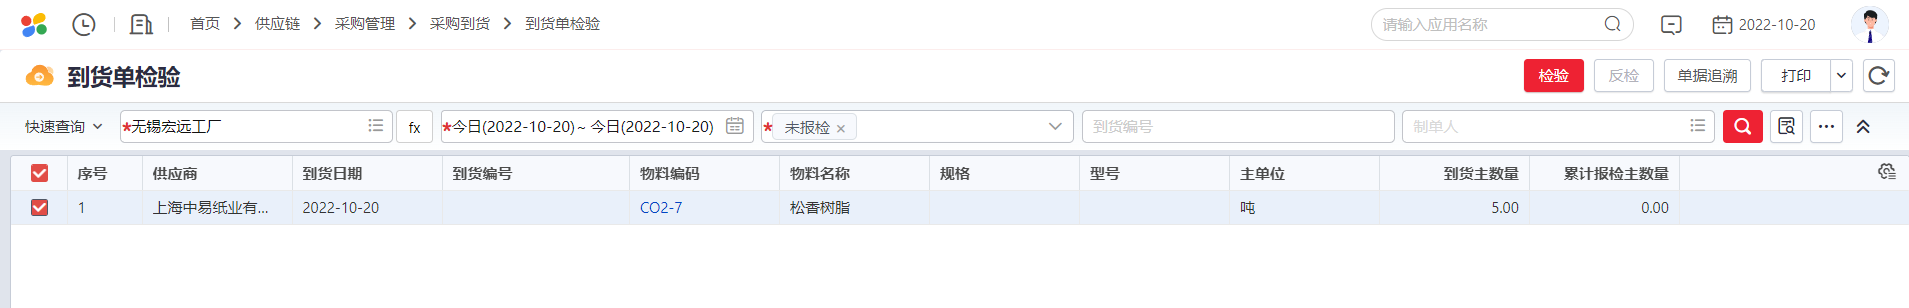 首页 > 供应链 > 采购管理 > 采购到货 > 到货单检验 请输入应用名称 2022-10-20
到货单检验 检验 反检 单据追溯 打印
快速查询 *无锡宏远工厂 fx *今日(2022-10-20)~ 今日(2022-10-20) *未报检 × 到货编号 制单人 ...
序号 供应商 到货日期 到货编号 物料编码 物料名称 规格 型号 主单位 到货主数量 累计报检主数量
1 上海中易纸业有... 2022-10-20 CO2-7 松香树脂 吨 5.00 0.00